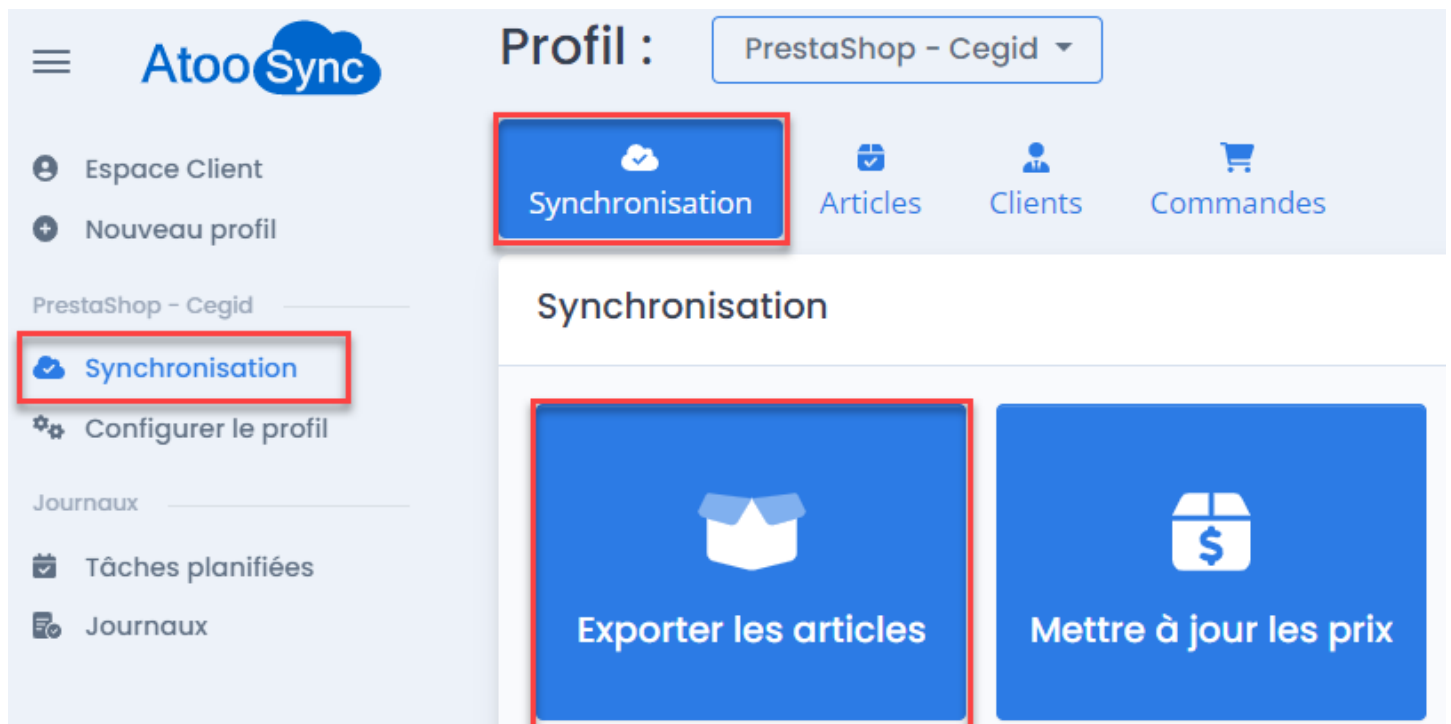 AtooSync
Espace Client
Nouveau profil
PrestaShop - Cegid
Synchronisation
Configurer le profil
Journaux
Tâches planifiées
Journaux
Profil :
PrestaShop - Cegid
Synchronisation
Articles
Clients
Commandes
Synchronisation
$
Exporter les articles
Mettre à jour les prix